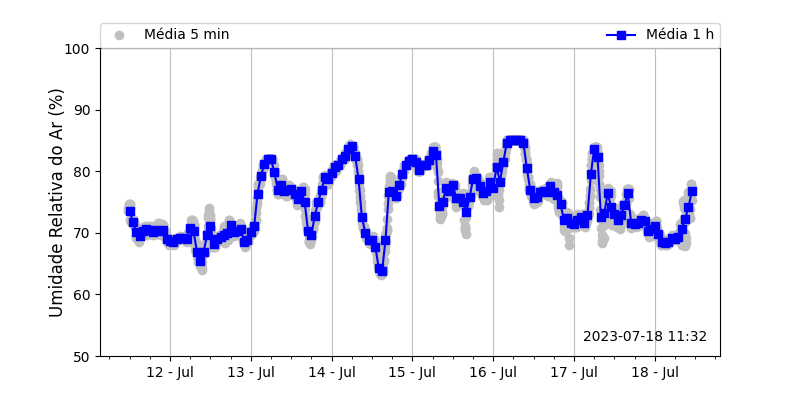 Média 5 min
Média 1 h
Umidade Relativa do Ar (%)
100
90
80
70
60
50
2023-07-18 11:32
12 - Jul
13 - Jul
14 - Jul
15 - Jul
16 - Jul
17 - Jul
18 - Jul